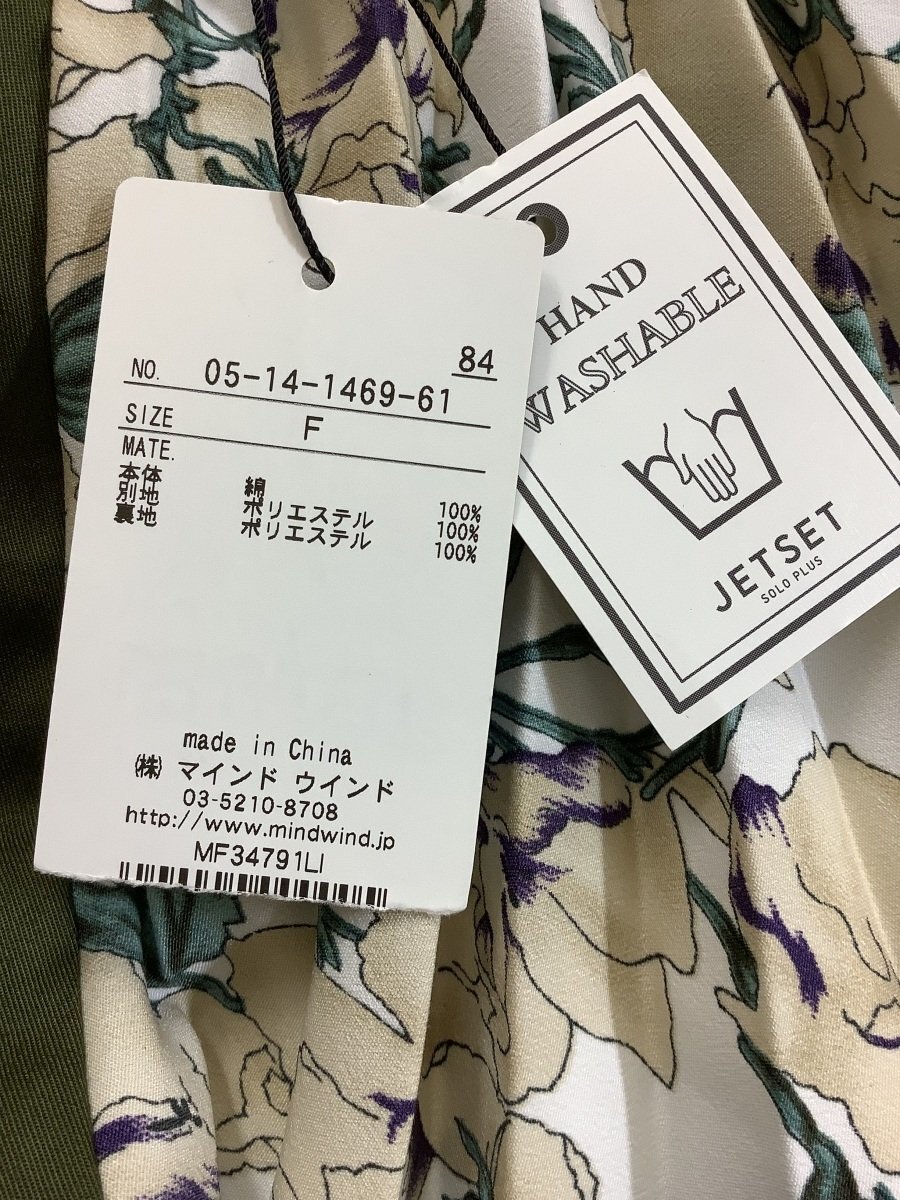 84
NO. 05-14-1469-61
SIZE F
MATE.
本体 綿 100%
別地 ポリエステル 100%
裏地 ポリエステル 100%
made in China
㈱ マインド ウインド
03-5210-8708
http://www.mindwind.jp
MF34791LI
HAND
WASHABLE
JETSET
SOLO PLUS